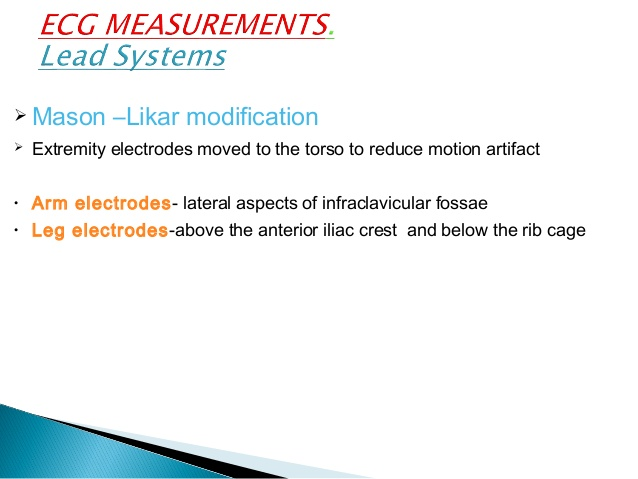 ECG MEASUREMENTS.
Lead Systems
➢ Mason –Likar modification
➢ Extremity electrodes moved to the torso to reduce motion artifact
• Arm electrodes- lateral aspects of infraclavicular fossae
• Leg electrodes-above the anterior iliac crest and below the rib cage